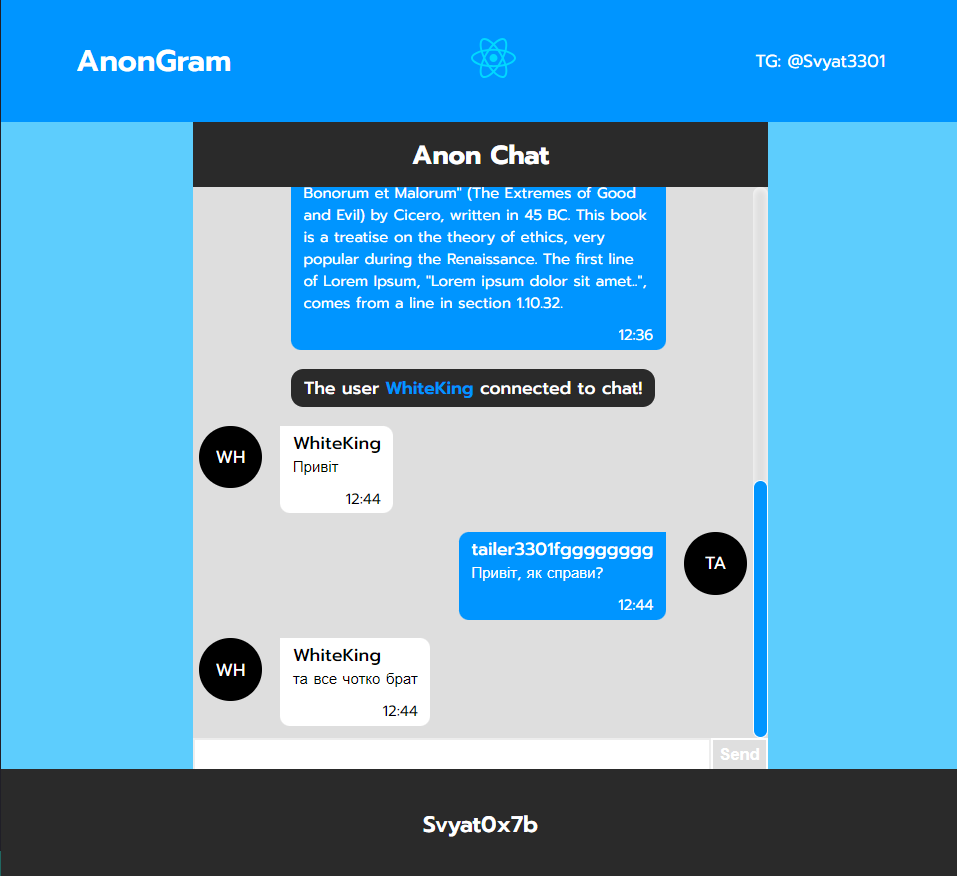 AnonGram
TG: @Svyat3301
Anon Chat
Bonorum et Malorum" (The Extremes of Good
and Evil) by Cicero, written in 45 BC. This book
is a treatise on the theory of ethics, very
popular during the Renaissance. The first line
of Lorem Ipsum, "Lorem ipsum dolor sit amet..",
comes from a line in section 1.10.32.
12:36
The user WhiteKing connected to chat!
WH
WhiteKing
Привіт
12:44
tailer3301fgggggggg
TA
Привіт, як справи?
12:44
WH
WhiteKing
та все чотко брат
12:44
Send
Svyat0x7b